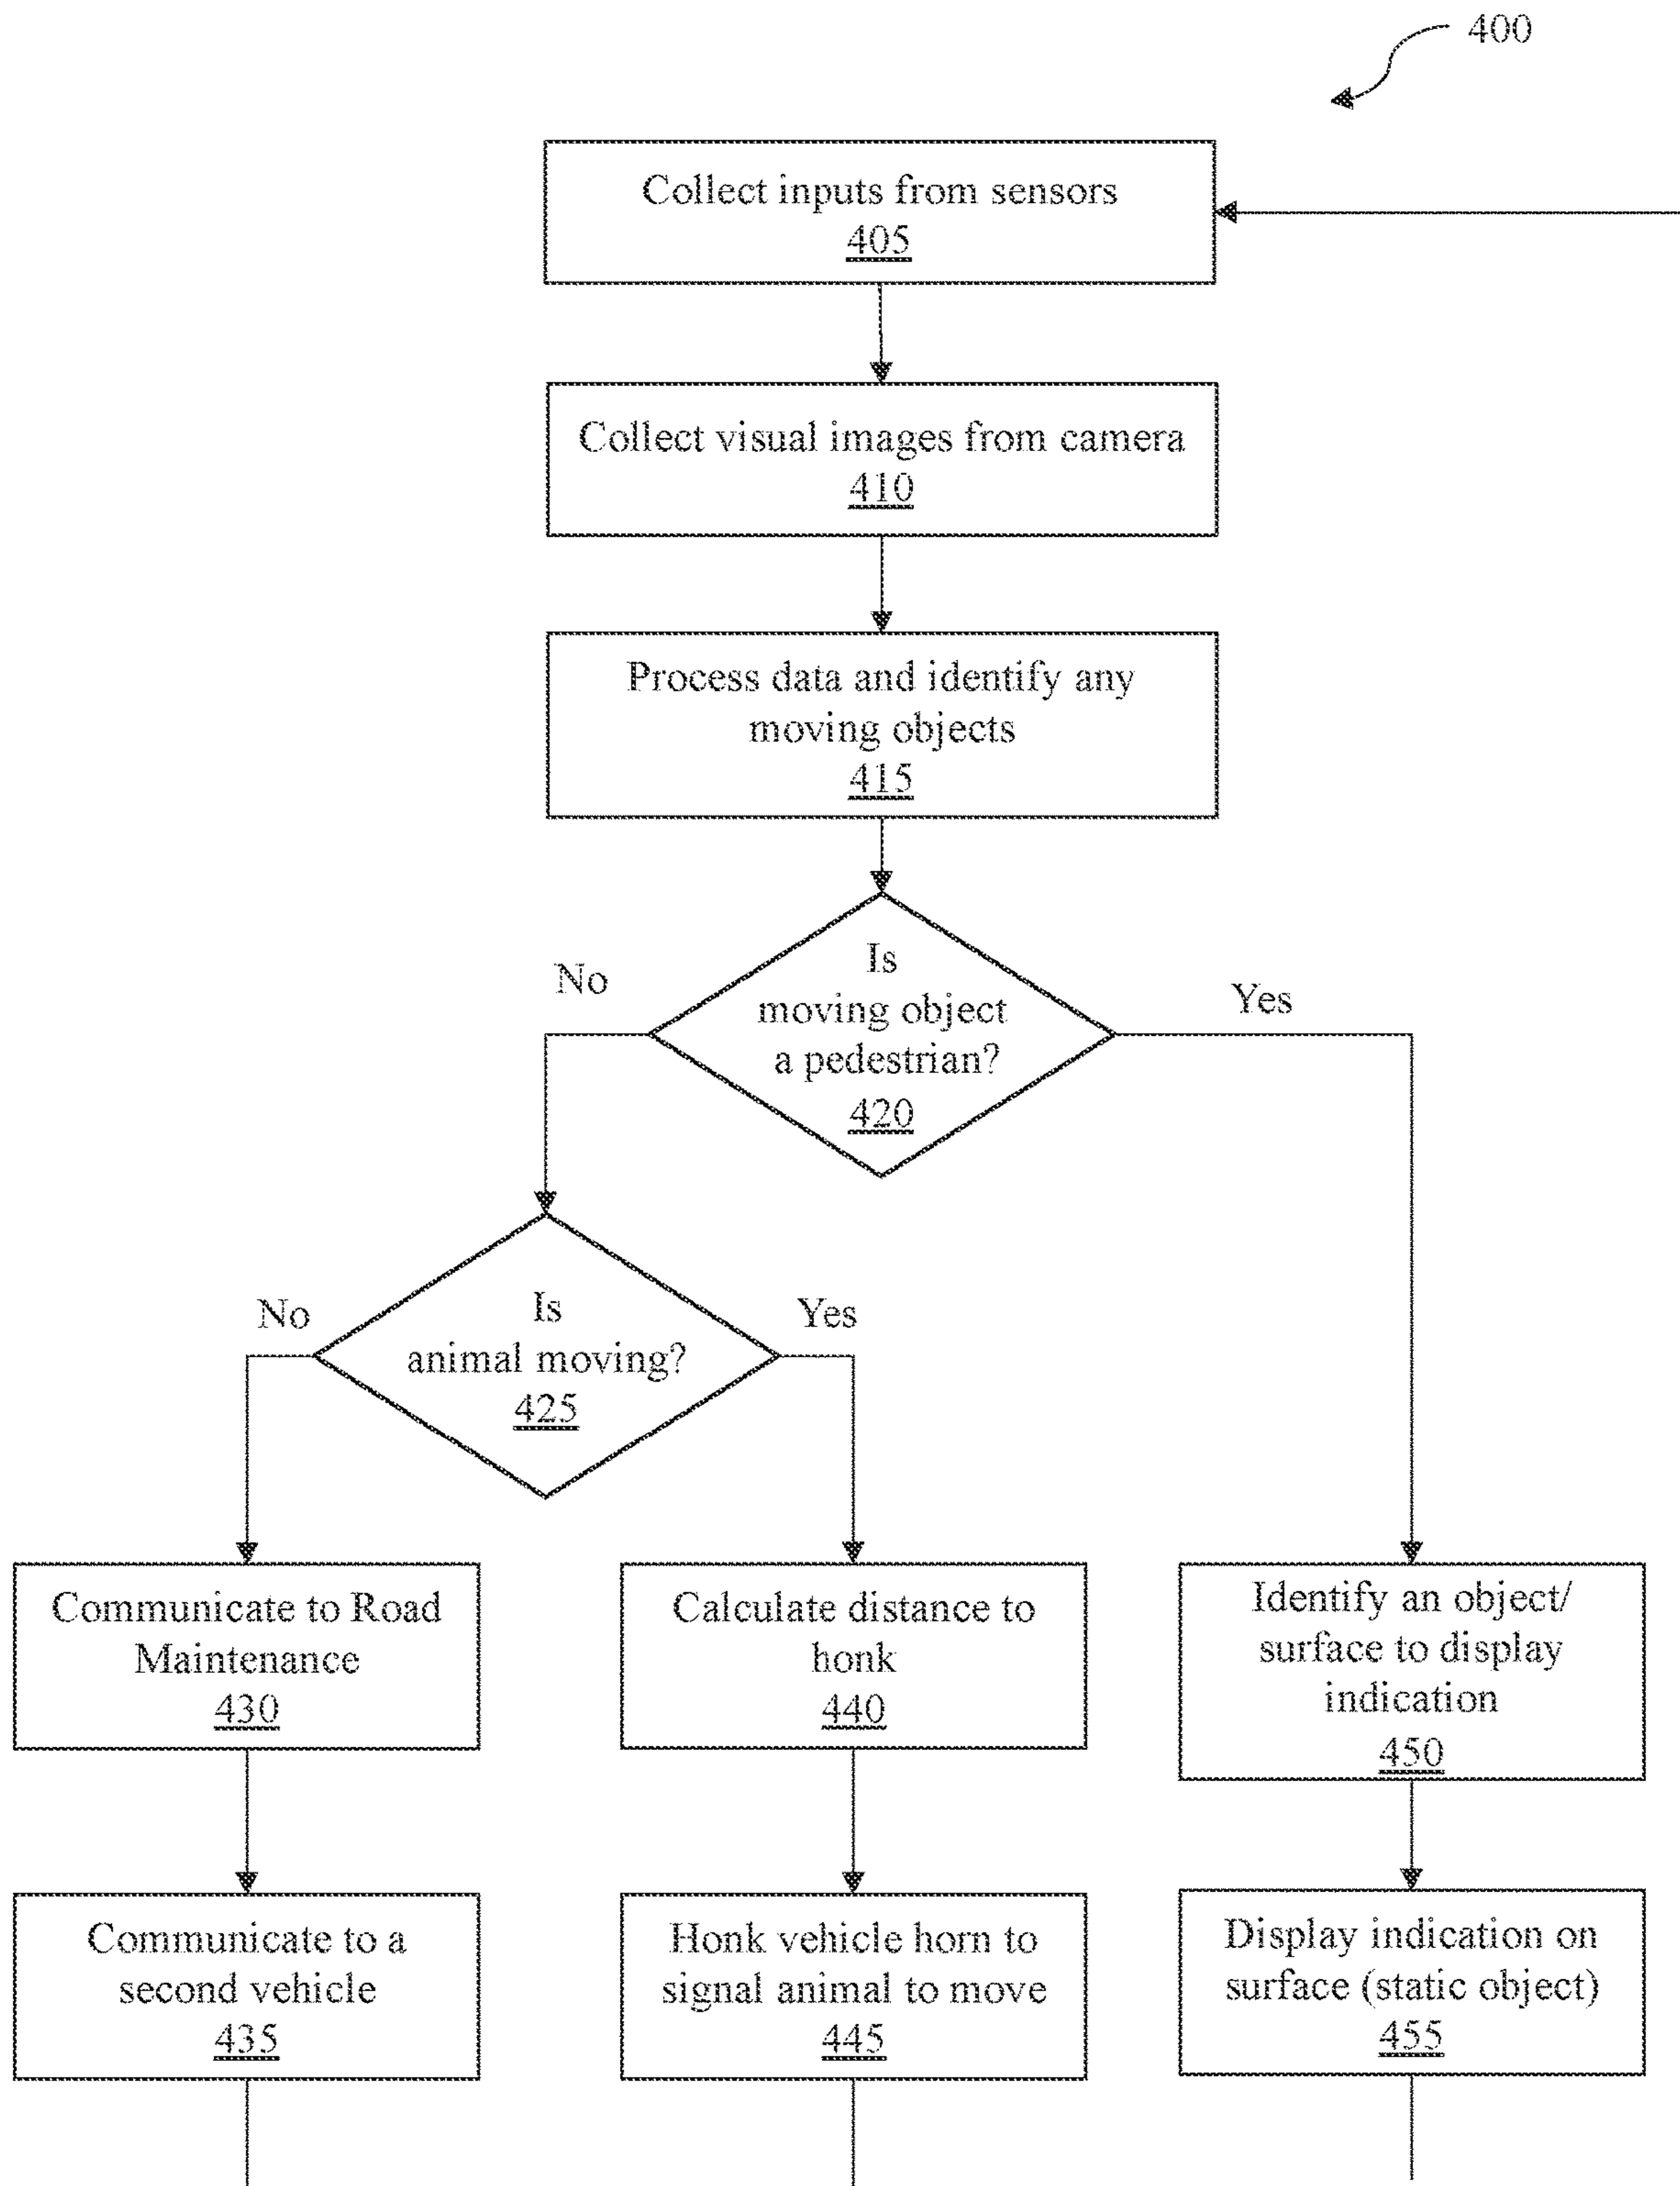 400
Collect inputs from sensors
405
Collect visual images from camera
410
Process data and identify any
moving objects
415
Is
moving object
a pedestrian?
420
No
Yes
Is
animal moving?
425
No
Yes
Communicate to Road
Maintenance
430
Calculate distance to
honk
440
Identify an object/
surface to display
indication
450
Communicate to a
second vehicle
435
Honk vehicle horn to
signal animal to move
445
Display indication on
surface (static object)
455